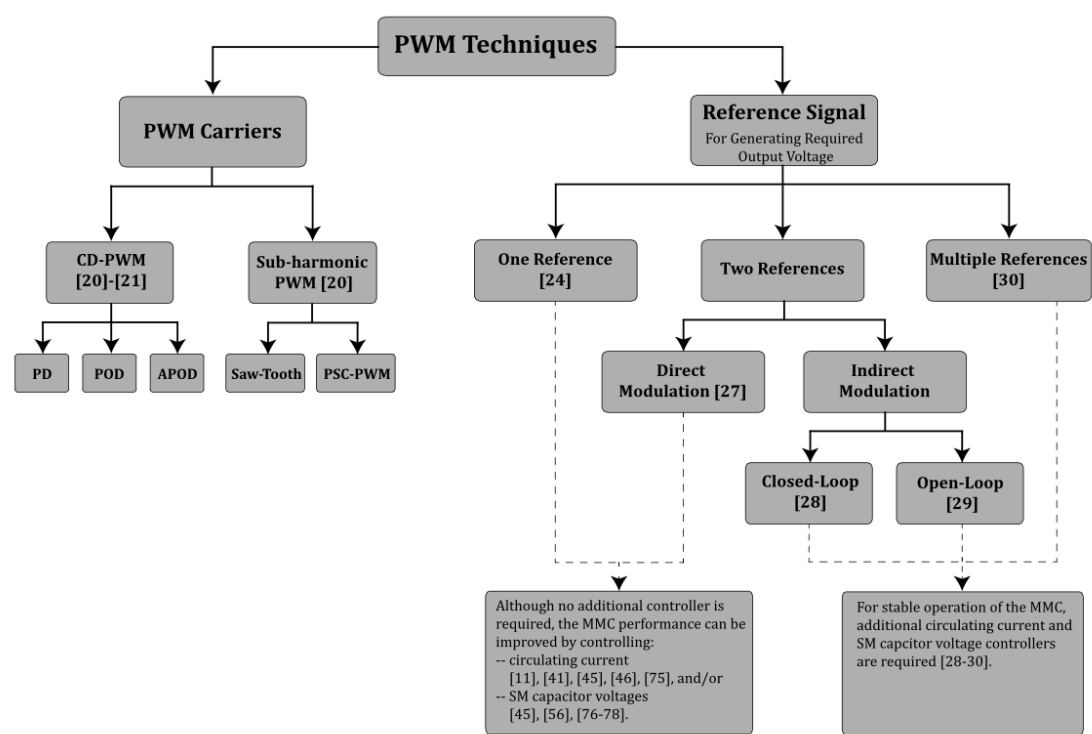 PWM Techniques
PWM Carriers
Reference Signal
For Generating Required
Output Voltage
CD-PWM
[20]-[21]
Sub-harmonic
PWM [20]
One Reference
[24]
Two References
Multiple References
[30]
PD
POD
APOD
Saw-Tooth
PSC-PWM
Direct
Modulation [27]
Indirect
Modulation
Closed-Loop
[28]
Open-Loop
[29]
Although no additional controller is
required, the MMC performance can be
improved by controlling:
-- circulating current
[11], [41], [45], [46], [75], and/or
-- SM capacitor voltages
[45], [56], [76-78].
For stable operation of the MMC,
additional circulating current and
SM capcitor voltage controllers
are required [28-30].